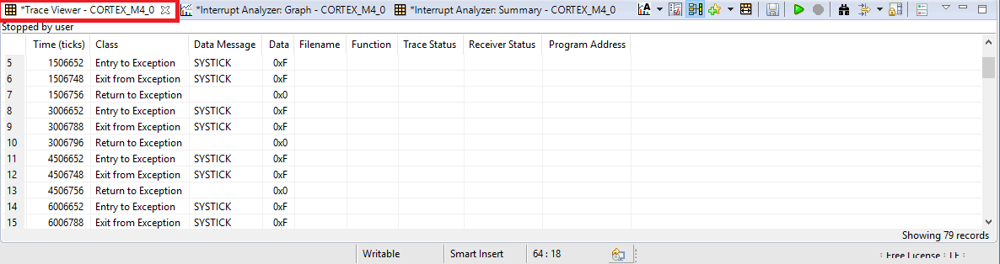 *Trace Viewer - CORTEX_M4_0 *Interrupt Analyzer: Graph - CORTEX_M4_0 *Interrupt Analyzer: Summary - CORTEX_M4_0
Stopped by user
Time (ticks) Class Data Message Data Filename Function Trace Status Receiver Status Program Address
5 1506652 Entry to Exception SYSTICK 0xF
6 1506748 Exit from Exception SYSTICK 0xF
7 1506756 Return to Exception 0x0
8 3006652 Entry to Exception SYSTICK 0xF
9 3006788 Exit from Exception SYSTICK 0xF
10 3006796 Return to Exception 0x0
11 4506652 Entry to Exception SYSTICK 0xF
12 4506748 Exit from Exception SYSTICK 0xF
13 4506756 Return to Exception 0x0
14 6006652 Entry to Exception SYSTICK 0xF
15 6006788 Exit from Exception SYSTICK 0xF
Showing 79 records
Writable Smart Insert 64 : 18 Free License